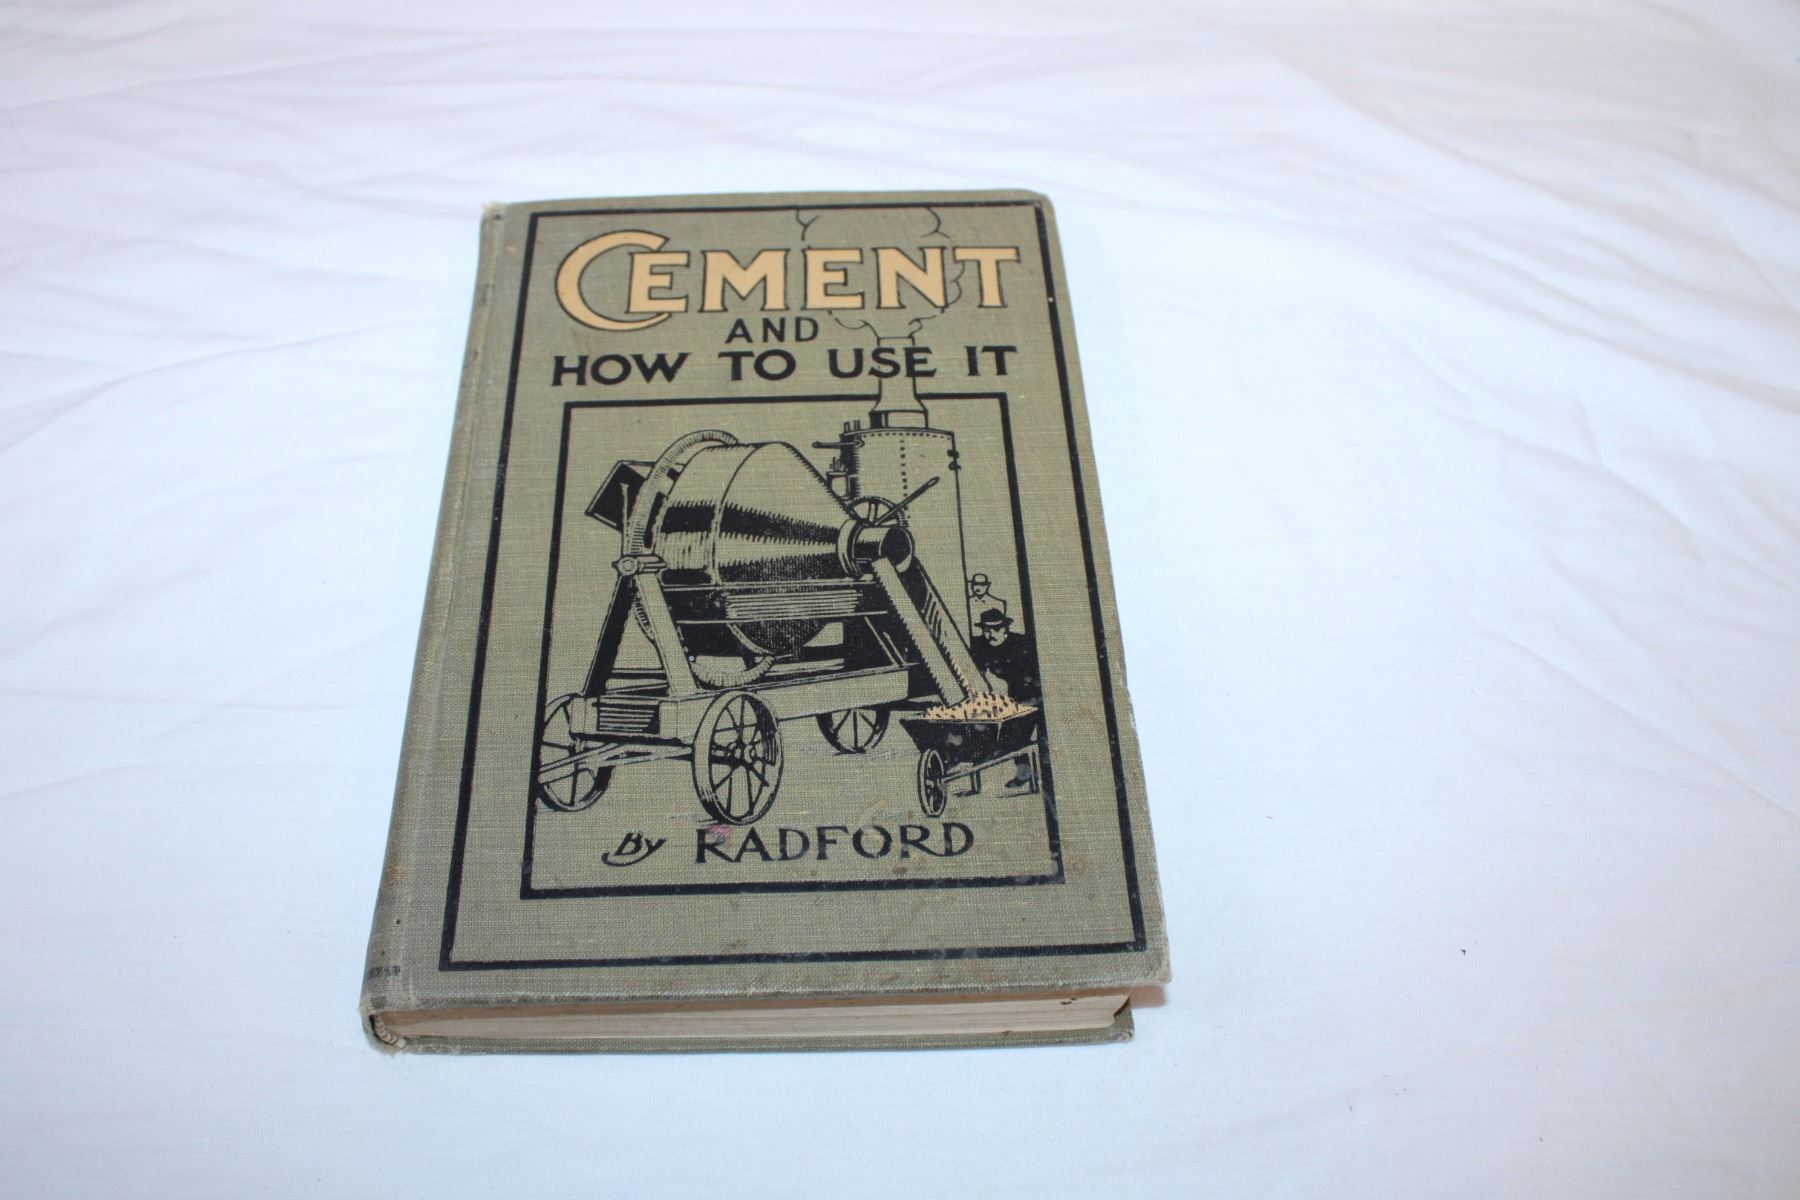 CEMENT
AND
HOW TO USE IT
By RADFORD